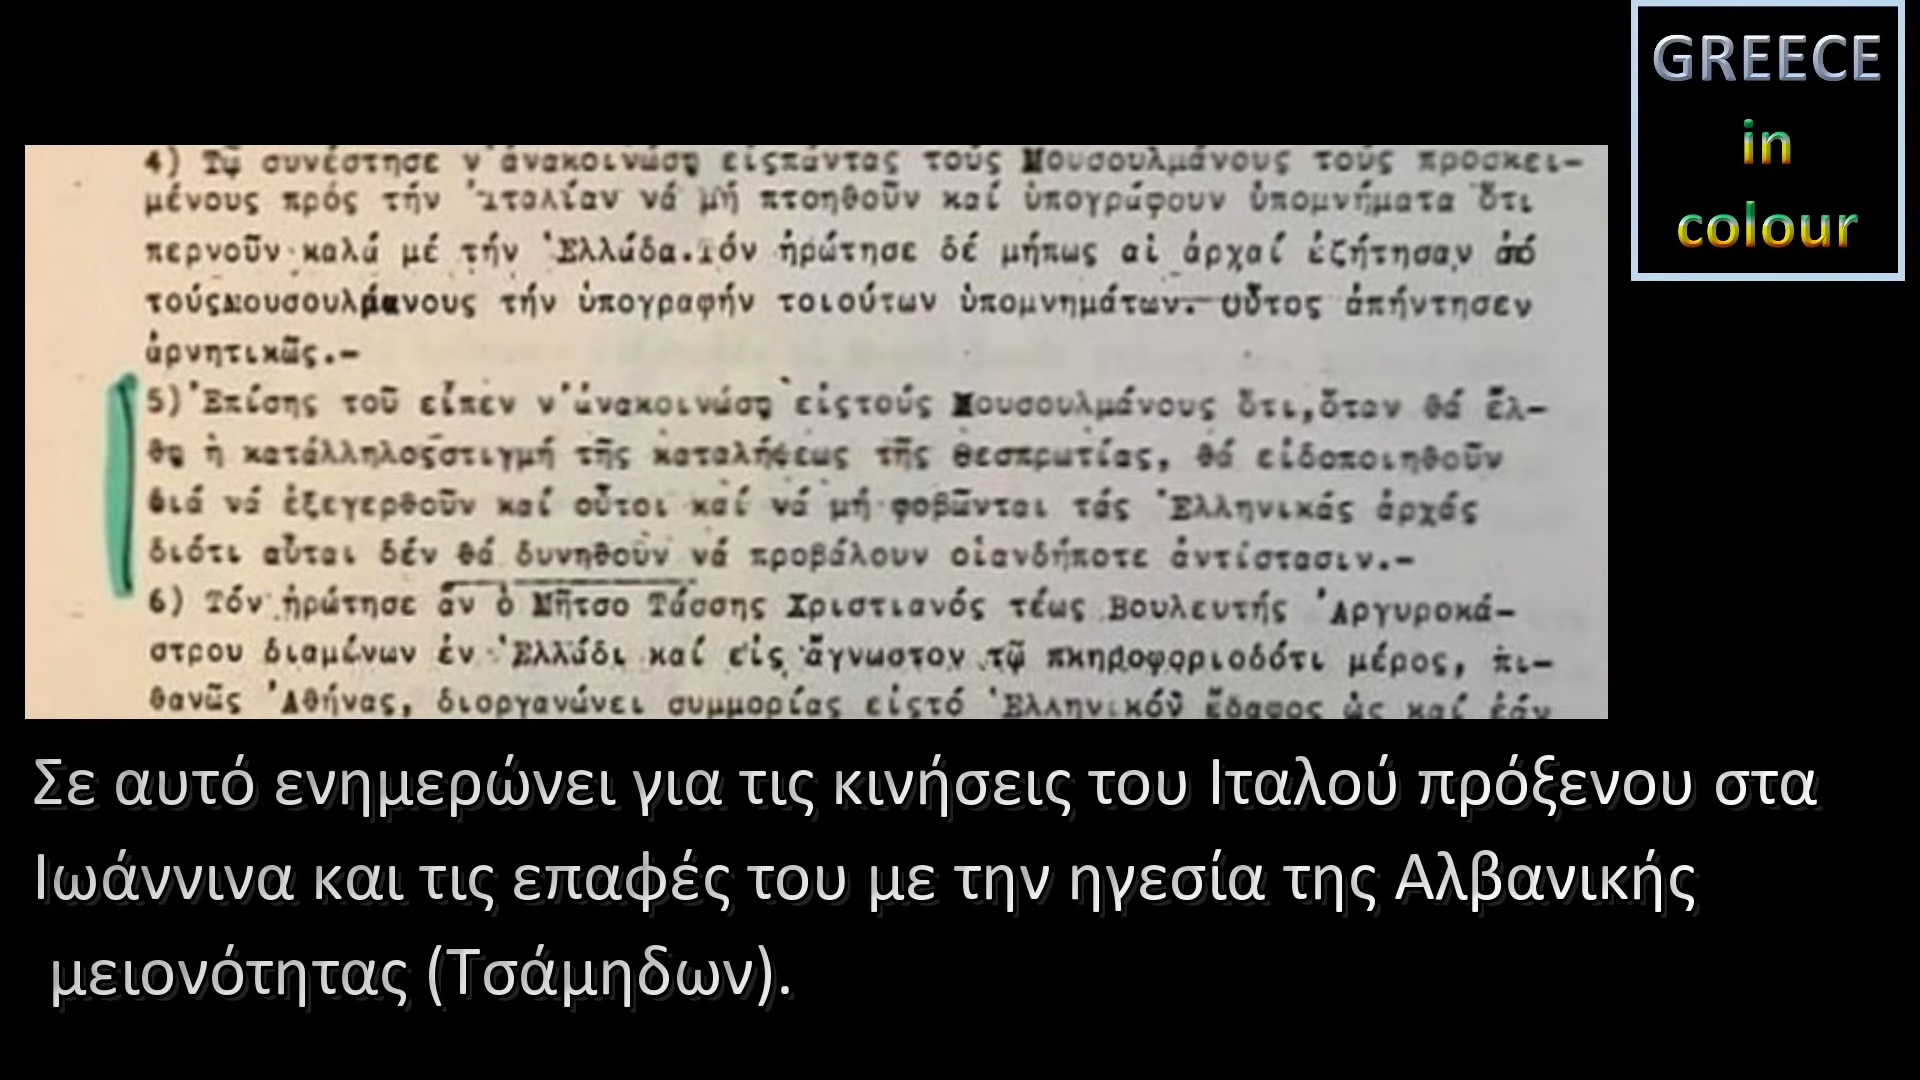 GREECE
in
colour
4) Τῷ συνέστησε ν'ἀνακοινώσῃ εἰςπάντας τούς Μουσουλμάνους τούς προσκει-
μένους πρός τήν Ἰταλίαν νά μή πτοηθοῦν καί ὑπογράφουν ὑπομνήματα ὅτι
περνοῦν καλά μέ τήν Ἑλλάδα.Τόν ἠρώτησε δέ μήπως αἱ ἀρχαί ἐζήτησαν ἀπό
τούςΜουσουλμάνους τήν ὑπογραφήν τοιούτων ὑπομνημάτων.-Οὗτος ἀπήντησεν
ἀρνητικῶς.-
5)Ἐπίσης τοῦ εἶπεν ν'ἀνακοινώσῃ εἰςτούς Μουσουλμάνους ὅτι,ὅταν θά ἔλ-
θῃ ἡ κατάλληλοςστιγμή τῆς καταλήψεως τῆς Θεσπρωτίας, θά εἰδοποιηθοῦν
διά νά ἐξεγερθοῦν καί οὗτοι καί νά μή φοβῶνται τάς Ἑλληνικάς ἀρχάς
διότι αὗται δέν θά δυνηθοῦν νά προβάλουν οἱανδήποτε ἀντίστασιν.-
6) Τόν ἠρώτησε ἄν ὁ Μῆτσο Τάσσης Χριστιανός τέως Βουλευτής Ἀργυροκά-
στρου διαμένων ἐν Ἑλλάδι καί εἰς ἄγνωστον τῷ πκηροφοριοδότι μέρος, πι-
θανῶς Ἀθήνας, διοργανώνει συμμορίας εἰςτό Ἑλληνικόν ἔδαφος ὡς καί ἐάν
Σε αυτό ενημερώνει για τις κινήσεις του Ιταλού πρόξενου στα
Ιωάννινα και τις επαφές του με την ηγεσία της Αλβανικής
μειονότητας (Τσάμηδων).